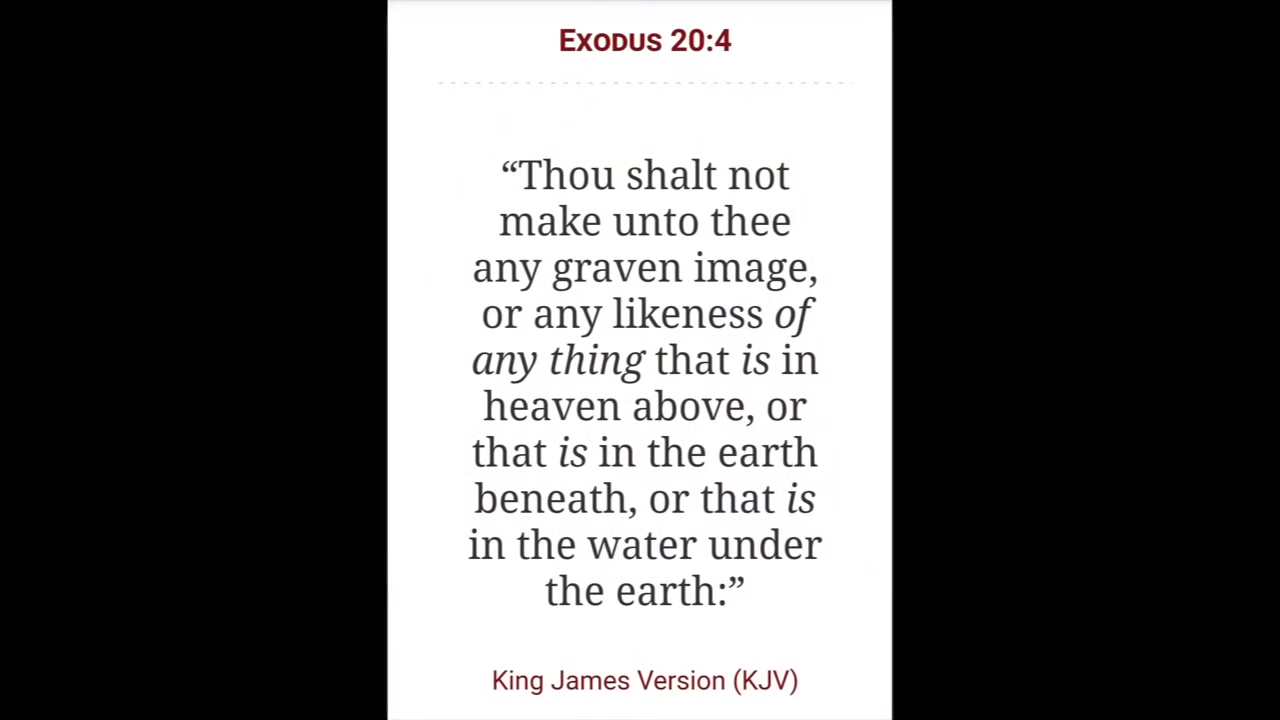 Exodus 20:4
“Thou shalt not
make unto thee
any graven image,
or any likeness of
any thing that is in
heaven above, or
that is in the earth
beneath, or that is
in the water under
the earth:”
King James Version (KJV)